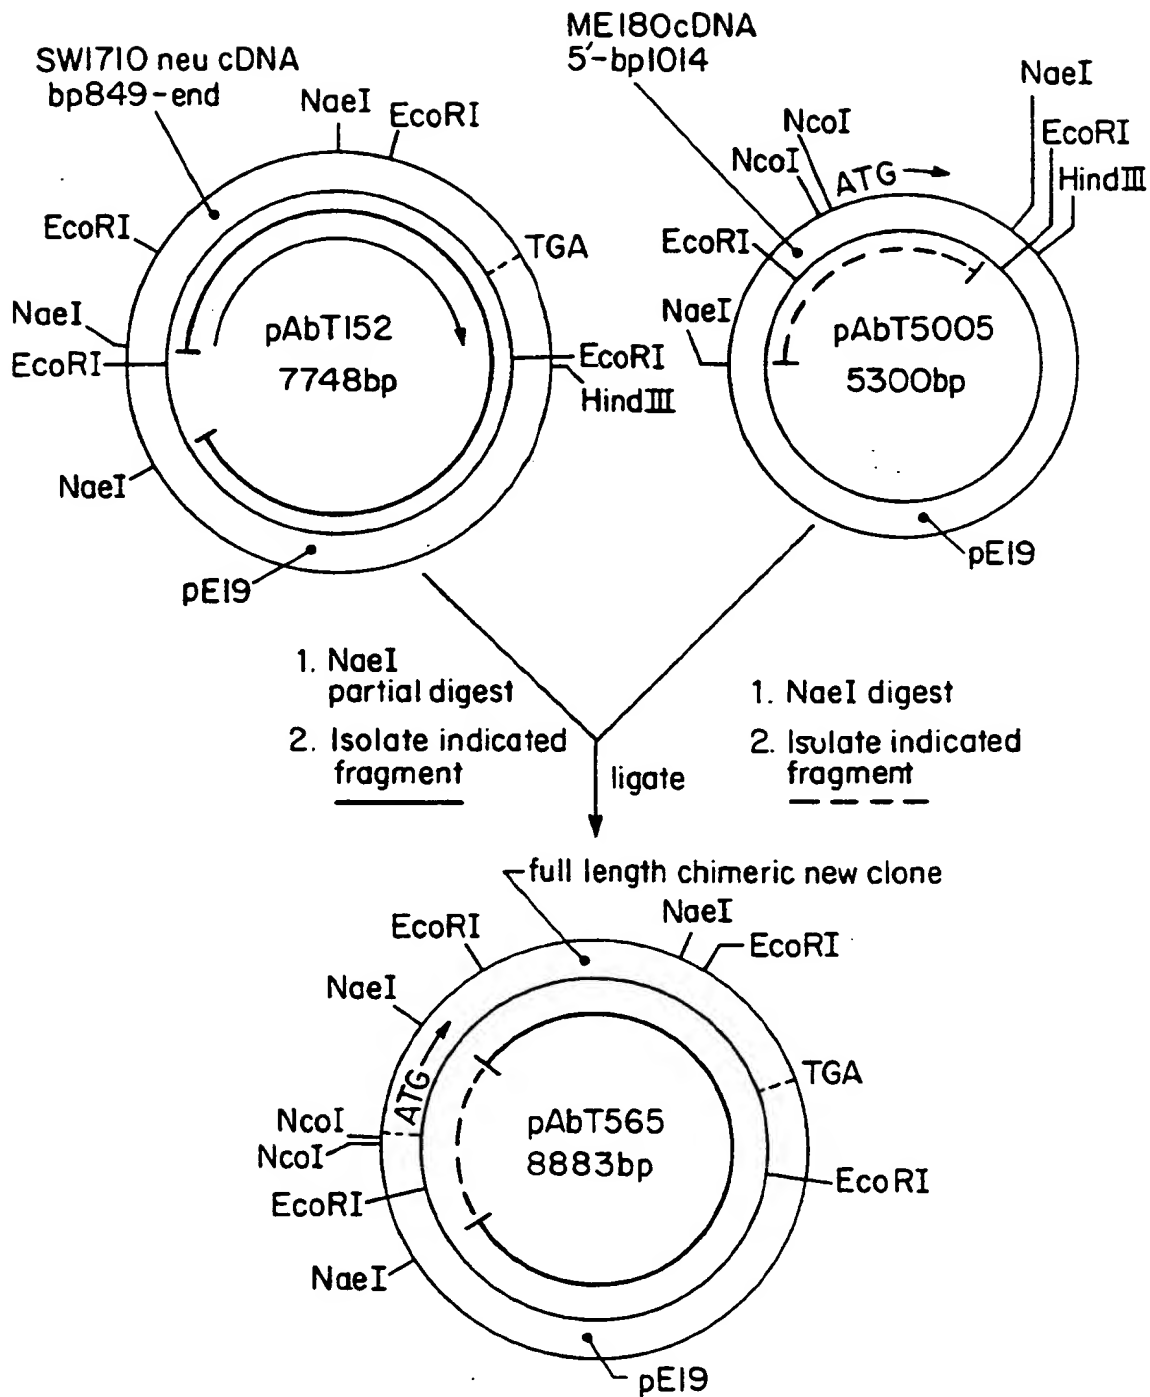 SW1710 neu cDNA
bp849-end
NaeI
EcoRI
EcoRI
TGA
NaeI
EcoRI
pAbT152
7748bp
EcoRI
HindIII
NaeI
pE19
ME180cDNA
5'-bp1014
NaeI
NcoI
NcoI
ATG
EcoRI
HindIII
EcoRI
NaeI
pAbT5005
5300bp
pE19
1. NaeI
partial digest
2. Isolate indicated
fragment
1. NaeI digest
2. Isolate indicated
fragment
ligate
full length chimeric new clone
NaeI
EcoRI
EcoRI
NaeI
ATG
TGA
NcoI
NcoI
pAbT565
8883bp
EcoRI
EcoRI
NaeI
pE19